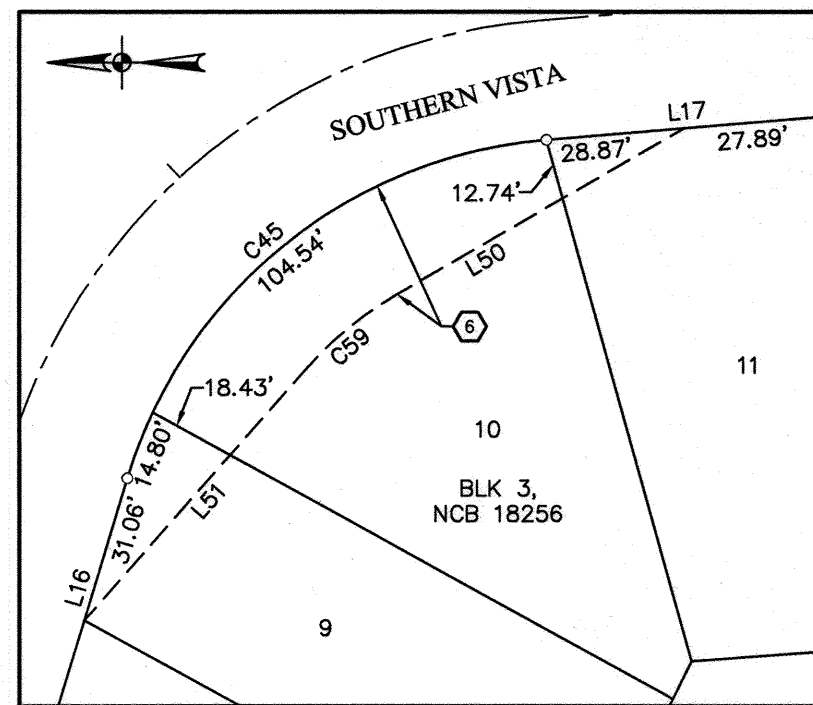 SOUTHERN VISTA
L17
28.87'
27.89'
12.74'
C45
104.54'
L50
6
C59
18.43'
11
10
14.80'
BLK 3,
NCB 18256
L51
31.06'
L16
9